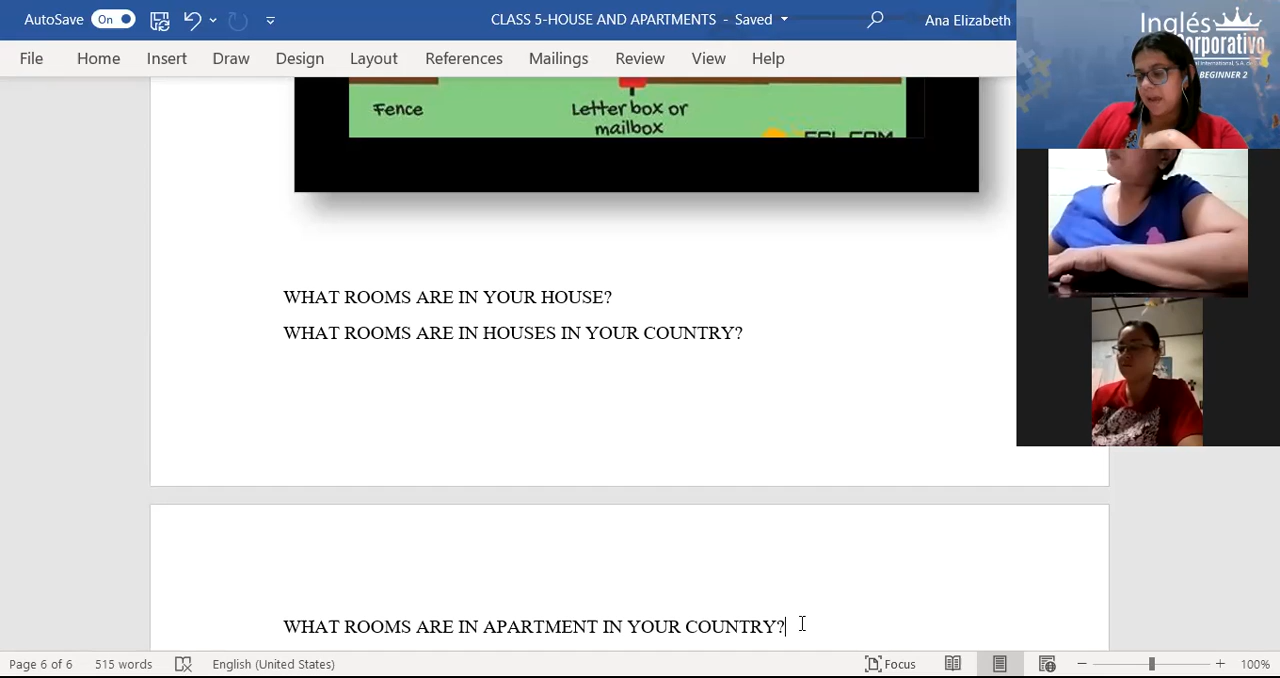 AutoSave On CLASS 5-HOUSE AND APARTMENTS - Saved Ana Elizabeth
File Home Insert Draw Design Layout References Mailings Review View Help
Inglés
Corporativo
BEGINNER 2
Fence Letter box or
mailbox
WHAT ROOMS ARE IN YOUR HOUSE?
WHAT ROOMS ARE IN HOUSES IN YOUR COUNTRY?
WHAT ROOMS ARE IN APARTMENT IN YOUR COUNTRY?
Page 6 of 6 515 words English (United States) Focus 100%